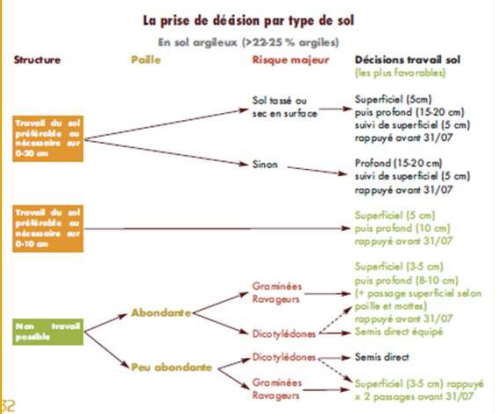 La prise de décision par type de sol
En sol argileux (>22-25 % argiles)
Structure
Paille
Risque majeur
Décisions travail sol
(les plus favorables)
Travail du sol
préférable ou
nécessaire sur
0-20 cm
Sol tassé ou
sec en surface
Superficiel (5cm)
puis profond (15-20 cm)
suivi de superficiel (5 cm)
rappuyé avant 31/07
Sinon
Profond (15-20 cm)
suivi de superficiel (5 cm)
rappuyé avant 31/07
Travail du sol
préférable ou
nécessaire sur
0-10 cm
Superficiel (5 cm)
puis profond (10 cm)
rappuyé avant 31/07
Non travail
possible
Abondante
Graminées
Ravageurs
Superficiel (3-5 cm)
puis profond (8-10 cm)
(+ passage superficiel selon
paille et mottes)
rappuyé avant 31/07
Dicotylédones
Semis direct équipé
Peu abondante
Dicotylédones
Semis direct
Graminées
Ravageurs
Superficiel (3-5 cm) rappuyé
x 2 passages avant 31/07
32